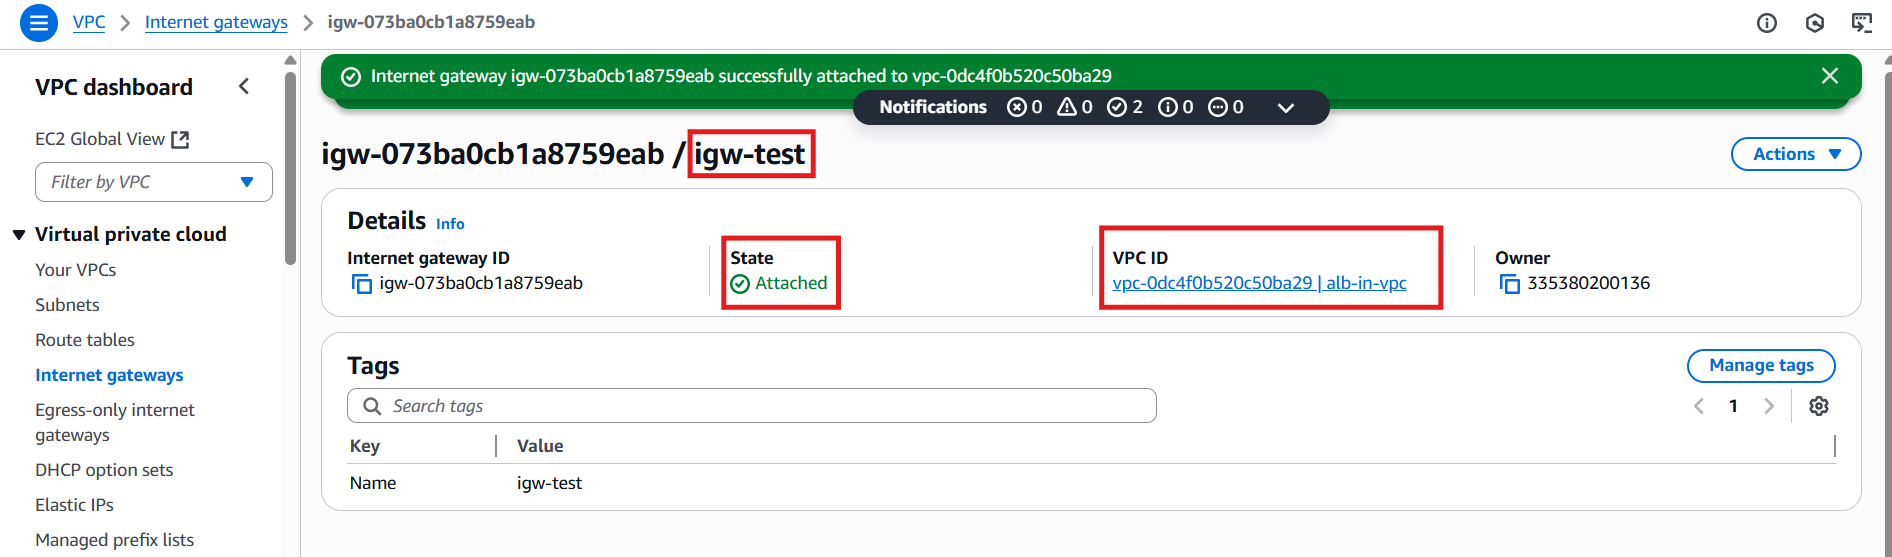 VPC > Internet gateways > igw-073ba0cb1a8759eab
VPC dashboard
EC2 Global View
Filter by VPC
Virtual private cloud
Your VPCs
Subnets
Route tables
Internet gateways
Egress-only internet
gateways
DHCP option sets
Elastic IPs
Managed prefix lists
Internet gateway igw-073ba0cb1a8759eab successfully attached to vpc-0dc4f0b520c50ba29
Notifications 0 0 2 0 0
igw-073ba0cb1a8759eab / igw-test
Actions
Details Info
Internet gateway ID
igw-073ba0cb1a8759eab
State
Attached
VPC ID
vpc-0dc4f0b520c50ba29 | alb-in-vpc
Owner
335380200136
Tags
Manage tags
Search tags
1
Key Value
Name igw-test